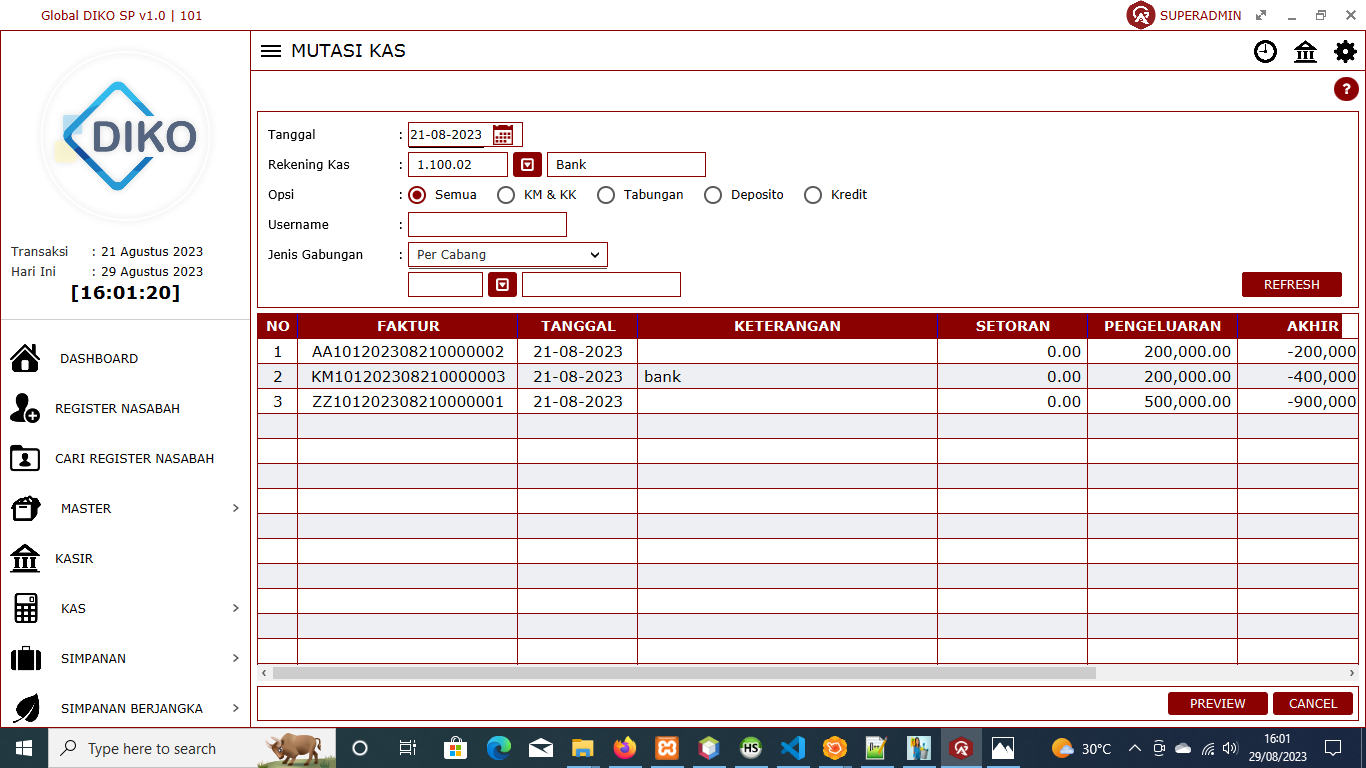 Global DIKO SP v1.0 | 101
SUPERADMIN
MUTASI KAS
?
DIKO
Transaksi : 21 Agustus 2023
Hari Ini : 29 Agustus 2023
[16:01:20]
DASHBOARD
REGISTER NASABAH
CARI REGISTER NASABAH
MASTER
KASIR
KAS
SIMPANAN
SIMPANAN BERJANGKA
Tanggal : 21-08-2023
Rekening Kas : 1.100.02 Bank
Opsi : Semua KM & KK Tabungan Deposito Kredit
Username :
Jenis Gabungan : Per Cabang
REFRESH
NO FAKTUR TANGGAL KETERANGAN SETORAN PENGELUARAN AKHIR
1 AA101202308210000002 21-08-2023 0.00 200,000.00 -200,000
2 KM101202308210000003 21-08-2023 bank 0.00 200,000.00 -400,000
3 ZZ101202308210000001 21-08-2023 0.00 500,000.00 -900,000
PREVIEW CANCEL
Type here to search
HS
30°C
16:01
29/08/2023